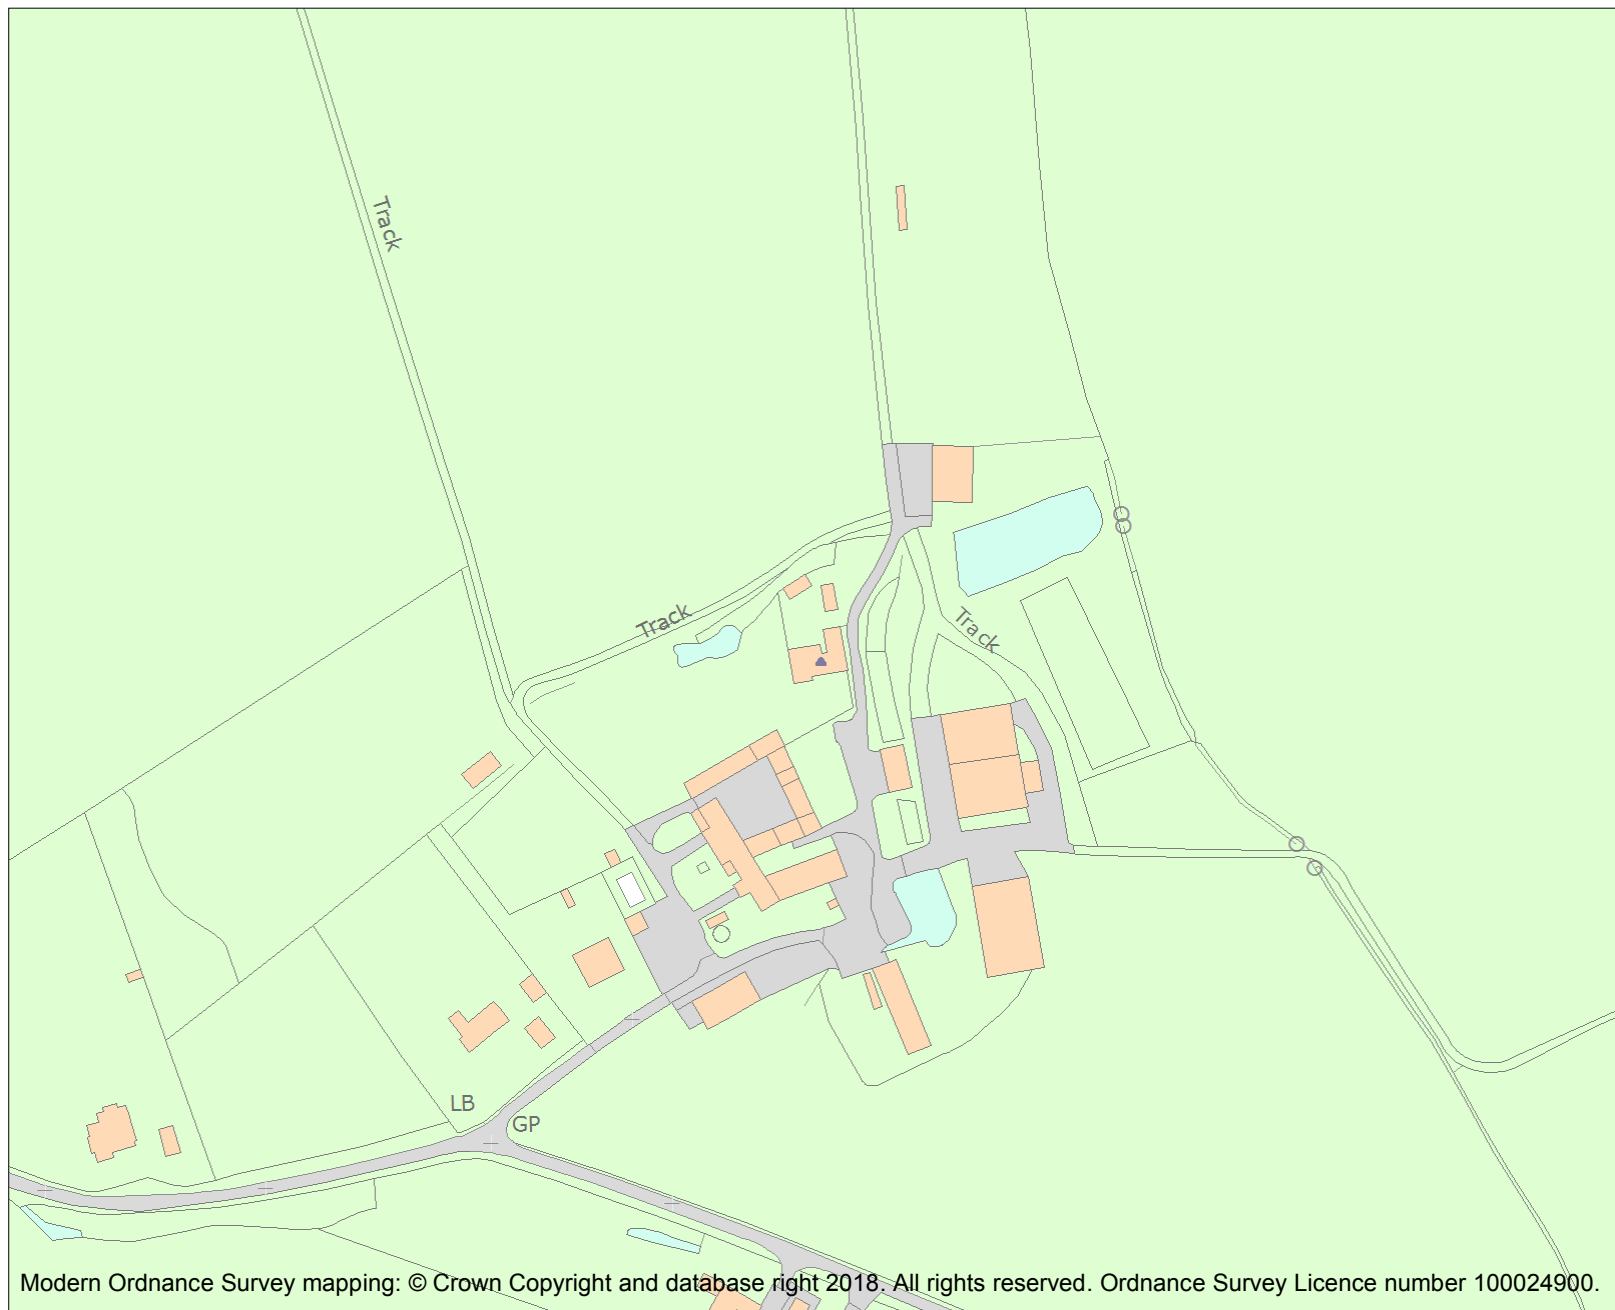 Track
Track
Track
LB
GP
Modern Ordnance Survey mapping: © Crown Copyright and database right 2018. All rights reserved. Ordnance Survey Licence number 100024900.